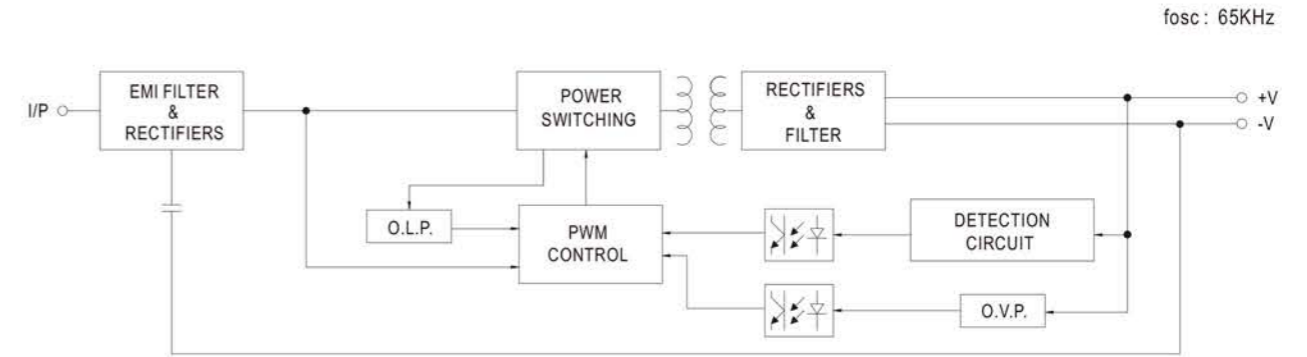 fosc : 65KHz
I/P
EMI FILTER
&
RECTIFIERS
POWER
SWITCHING
RECTIFIERS
&
FILTER
+V
-V
O.L.P.
PWM
CONTROL
DETECTION
CIRCUIT
O.V.P.